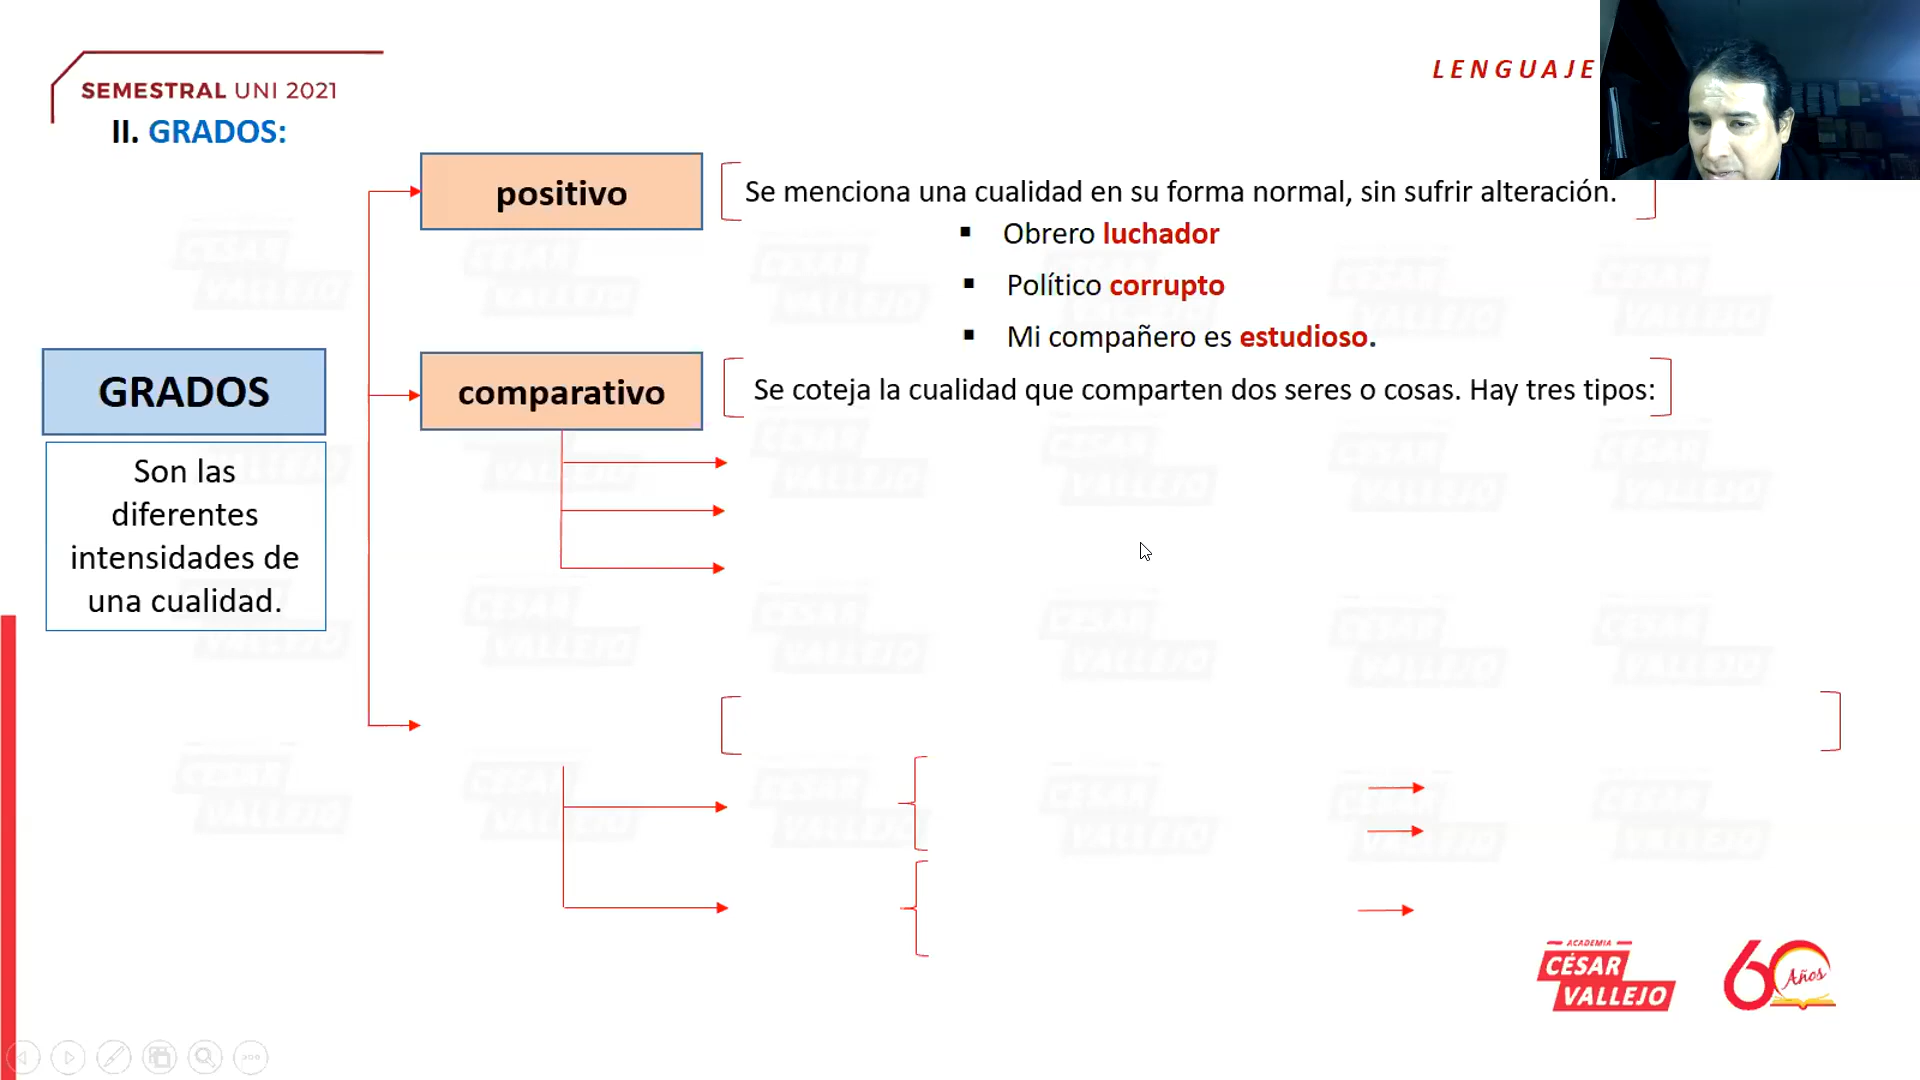 SEMESTRAL UNI 2021
LENGUAJE
II. GRADOS:
positivo
Se menciona una cualidad en su forma normal, sin sufrir alteración.
▪ Obrero luchador
▪ Político corrupto
▪ Mi compañero es estudioso.
GRADOS
comparativo
Se coteja la cualidad que comparten dos seres o cosas. Hay tres tipos:
Son las
diferentes
intensidades de
una cualidad.
ACADEMIA
CÉSAR
VALLEJO
60
Años
CESAR
VALLEJO